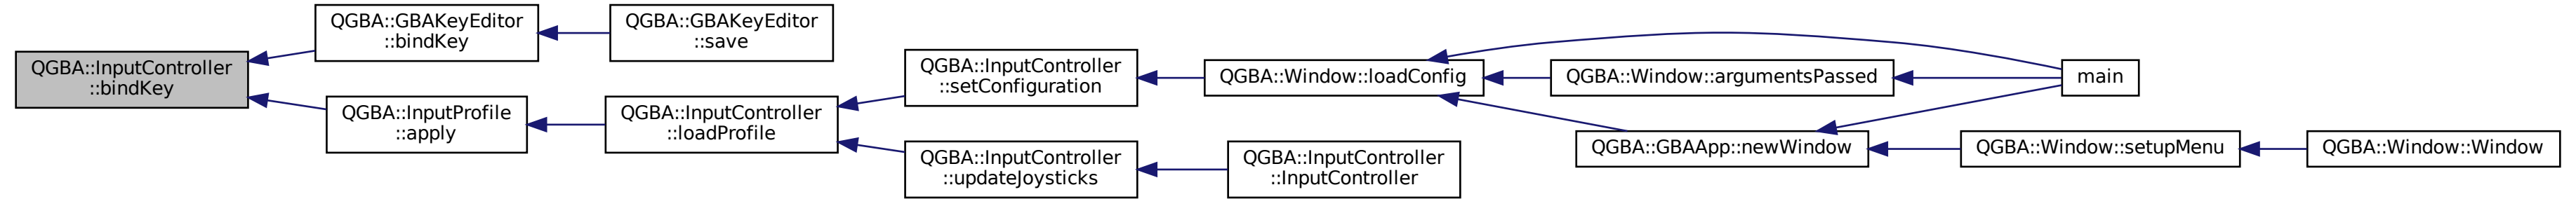 QGBA::InputController
::bindKey
QGBA::GBAKeyEditor
::bindKey
QGBA::GBAKeyEditor
::save
QGBA::InputProfile
::apply
QGBA::InputController
::loadProfile
QGBA::InputController
::setConfiguration
QGBA::InputController
::updateJoysticks
QGBA::Window::loadConfig
QGBA::InputController
::InputController
QGBA::Window::argumentsPassed
QGBA::GBAApp::newWindow
main
QGBA::Window::setupMenu
QGBA::Window::Window